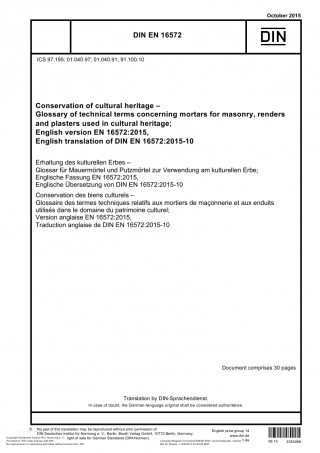 October 2015
DIN EN 16572
DIN
ICS 97.195; 01.040.97; 01.040.91; 91.100.10
Conservation of cultural heritage –
Glossary of technical terms concerning mortars for masonry, renders
and plasters used in cultural heritage;
English version EN 16572:2015,
English translation of DIN EN 16572:2015-10
Erhaltung des kulturellen Erbes –
Glossar für Mauermörtel und Putzmörtel zur Verwendung am kulturellen Erbe;
Englische Fassung EN 16572:2015,
Englische Übersetzung von DIN EN 16572:2015-10
Conservation des biens culturels –
Glossaire des termes techniques relatifs aux mortiers de maçonnerie et aux enduits
utilisés dans le domaine du patrimoine culturel;
Version anglaise EN 16572:2015,
Traduction anglaise de DIN EN 16572:2015-10
Document comprises 30 pages
Translation by DIN-Sprachendienst.
In case of doubt, the German-language original shall be considered authoritative.
No part of this translation may be reproduced without prior permission of
DIN Deutsches Institut für Normung e. V., Berlin. Beuth Verlag GmbH, 10772 Berlin, Germany,
right of sale for German Standards (DIN-Normen).
English price group 14
www.din.de